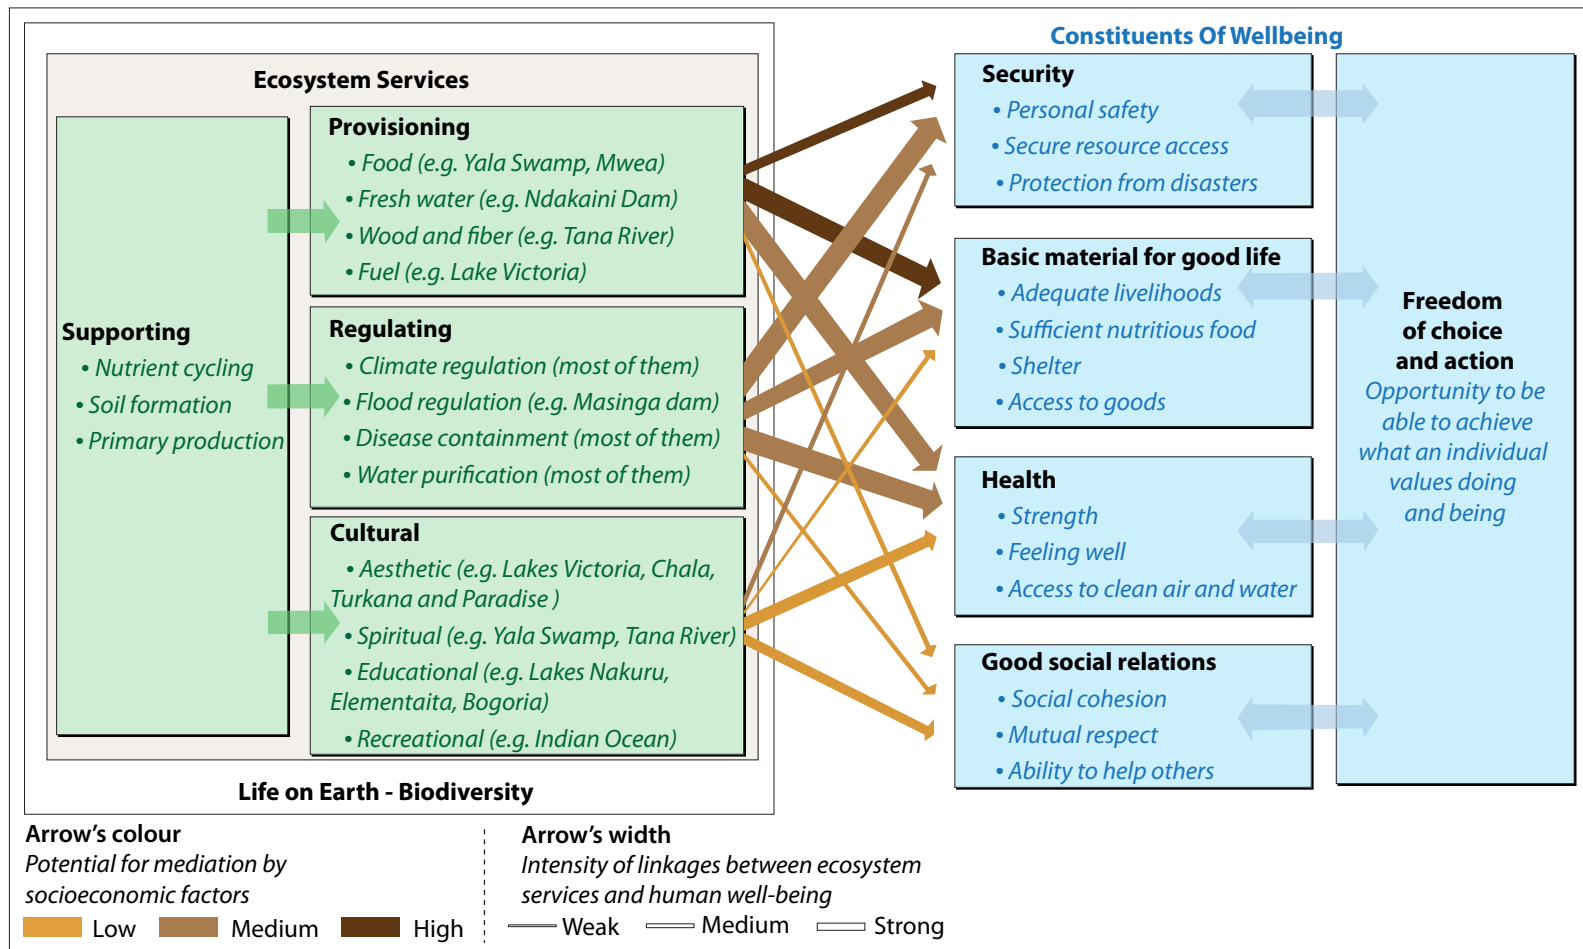 Constituents Of Wellbeing
Ecosystem Services
Supporting
• Nutrient cycling
• Soil formation
• Primary production
Provisioning
• Food (e.g. Yala Swamp, Mwea)
• Fresh water (e.g. Ndakaini Dam)
• Wood and fiber (e.g. Tana River)
• Fuel (e.g. Lake Victoria)
Regulating
• Climate regulation (most of them)
• Flood regulation (e.g. Masinga dam)
• Disease containment (most of them)
• Water purification (most of them)
Cultural
• Aesthetic (e.g. Lakes Victoria, Chala,
Turkana and Paradise )
• Spiritual (e.g. Yala Swamp, Tana River)
• Educational (e.g. Lakes Nakuru,
Elementaita, Bogoria)
• Recreational (e.g. Indian Ocean)
Life on Earth - Biodiversity
Security
• Personal safety
• Secure resource access
• Protection from disasters
Basic material for good life
• Adequate livelihoods
• Sufficient nutritious food
• Shelter
• Access to goods
Health
• Strength
• Feeling well
• Access to clean air and water
Good social relations
• Social cohesion
• Mutual respect
• Ability to help others
Freedom
of choice
and action
Opportunity to be
able to achieve
what an individual
values doing
and being
Arrow's colour
Potential for mediation by
socioeconomic factors
Low
Medium
High
Arrow's width
Intensity of linkages between ecosystem
services and human well-being
Weak
Medium
Strong